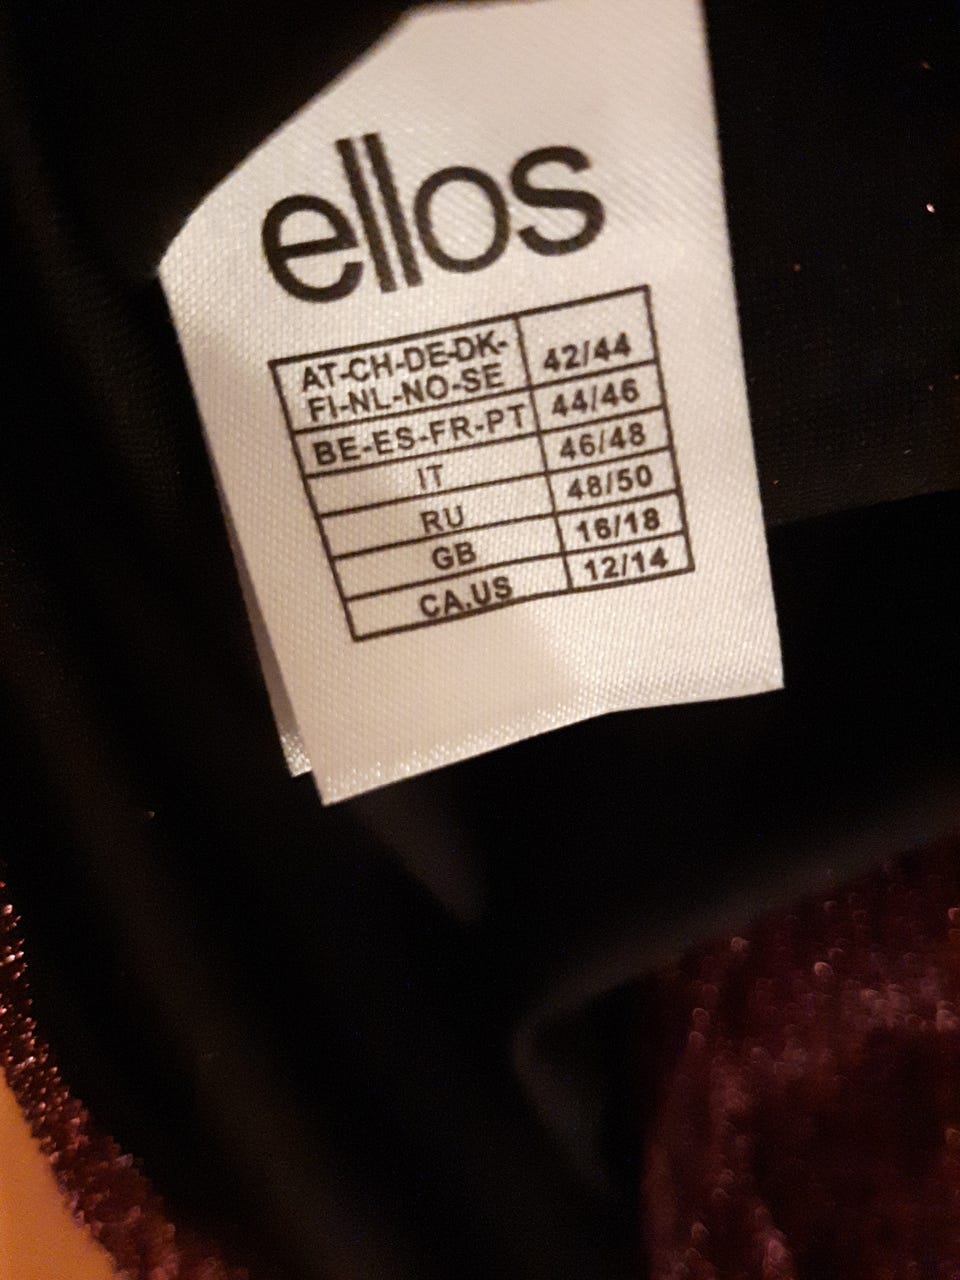 ellos
AT-CH-DE-DK-
FI-NL-NO-SE 42/44
BE-ES-FR-PT 44/46
IT 46/48
RU 48/50
GB 16/18
CA.US 12/14